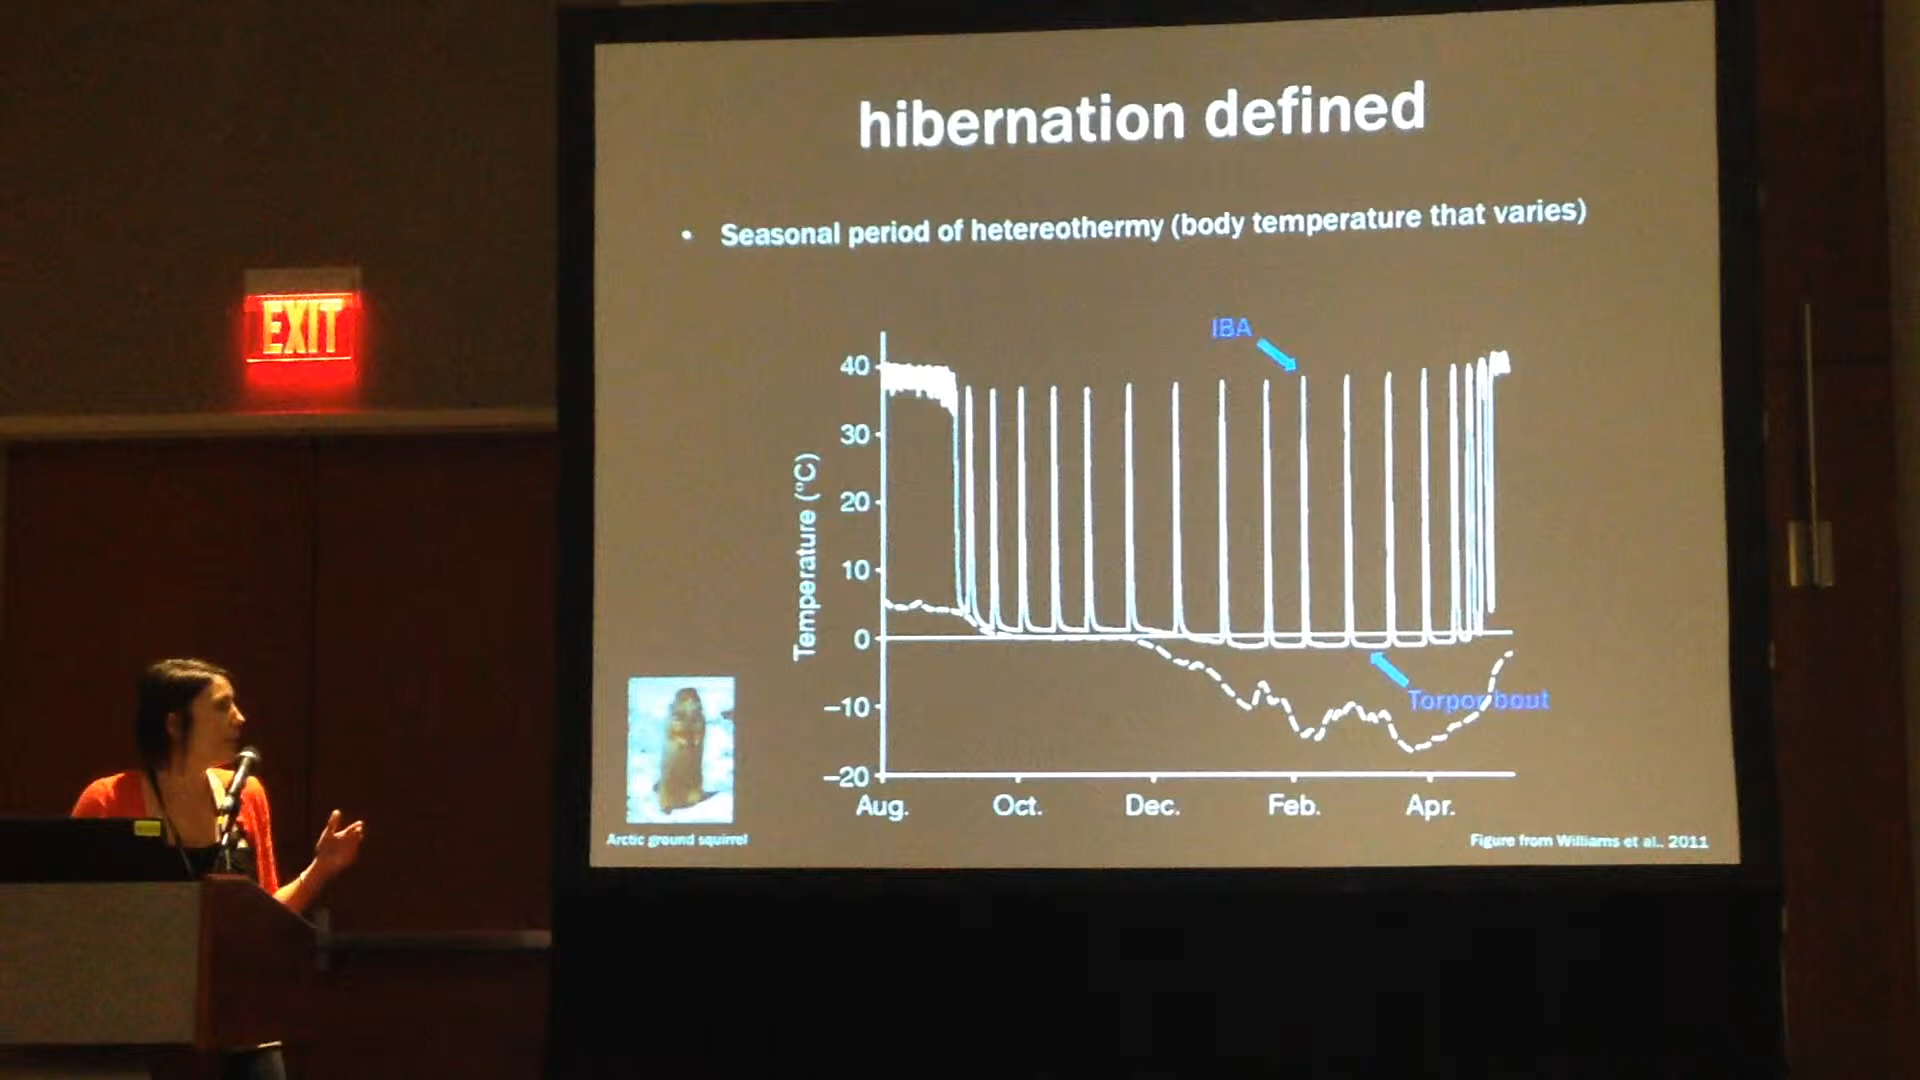 hibernation defined
• Seasonal period of hetereothermy (body temperature that varies)
EXIT
IBA
40
30
20
10
0
–10
–20
Temperature (°C)
Torpor bout
Aug. Oct. Dec. Feb. Apr.
Arctic ground squirrel
Figure from Williams et al.. 2011